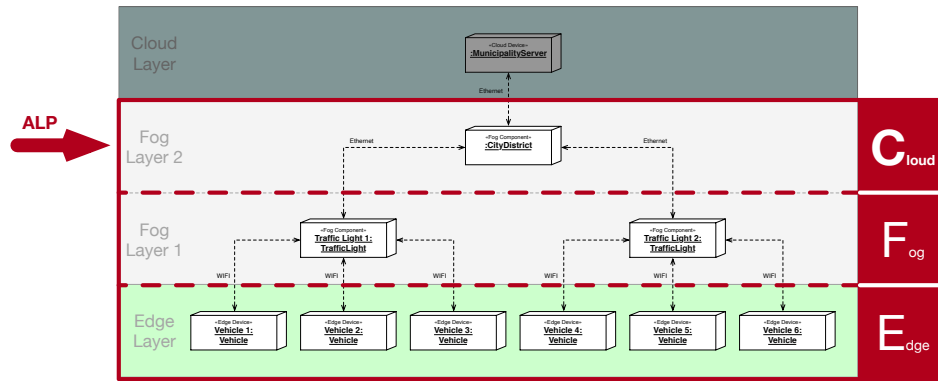 Cloud
Layer
«Cloud Device»
:MunicipalityServer
Ethernet
ALP
Fog
Layer 2
Ethernet
«Fog Component»
:CityDistrict
Ethernet
Cloud
Fog
Layer 1
«Fog Component»
Traffic Light 1:
TrafficLight
«Fog Component»
Traffic Light 2:
TrafficLight
Fog
WIFI
WIFI
WIFI
WIFI
WIFI
WIFI
Edge
Layer
«Edge Device»
Vehicle 1:
Vehicle
«Edge Device»
Vehicle 2:
Vehicle
«Edge Device»
Vehicle 3:
Vehicle
«Edge Device»
Vehicle 4:
Vehicle
«Edge Device»
Vehicle 5:
Vehicle
«Edge Device»
Vehicle 6:
Vehicle
Edge